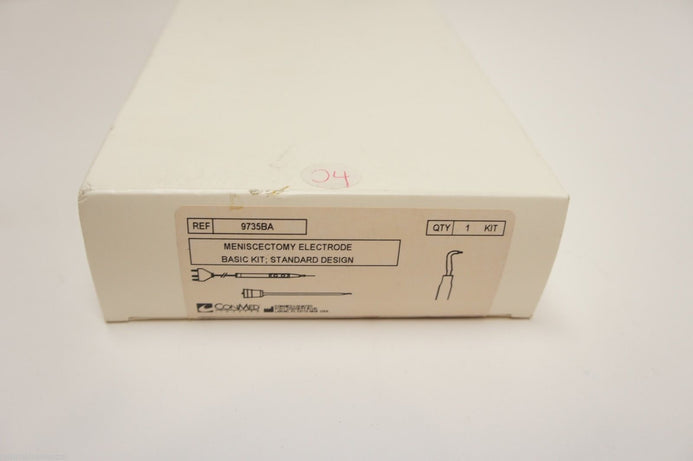 04
REF 9735BA
QTY 1 KIT
MENISCECTOMY ELECTRODE
BASIC KIT; STANDARD DESIGN
CONMED